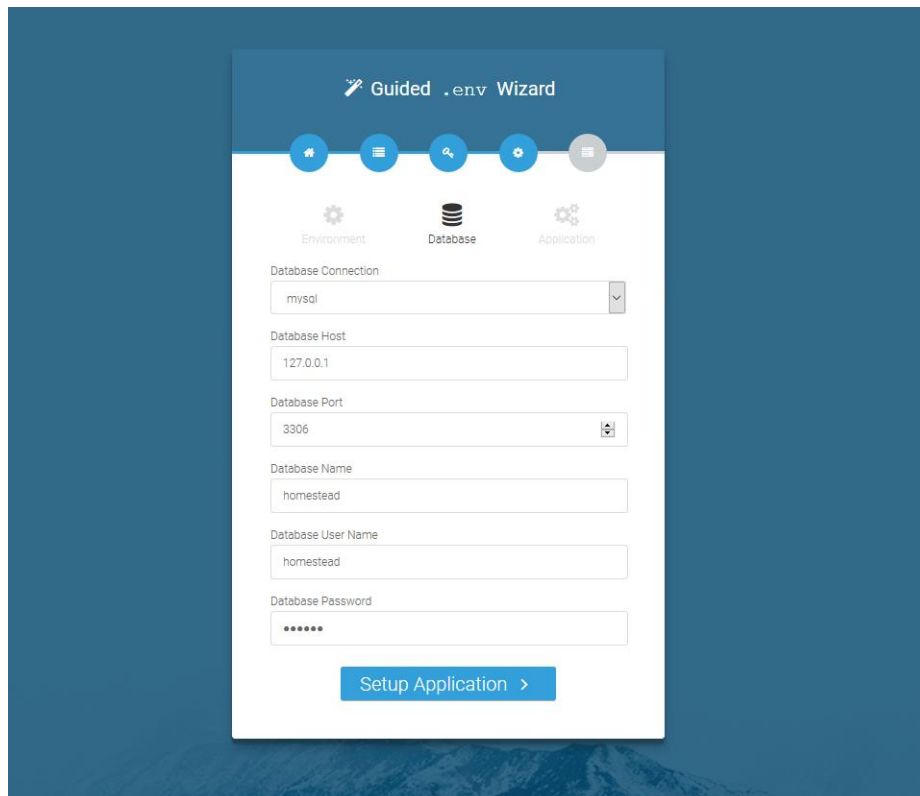 Guided .env Wizard
Environment Database Application
Database Connection
mysql
Database Host
127.0.0.1
Database Port
3306
Database Name
homestead
Database User Name
homestead
Database Password
••••••
Setup Application